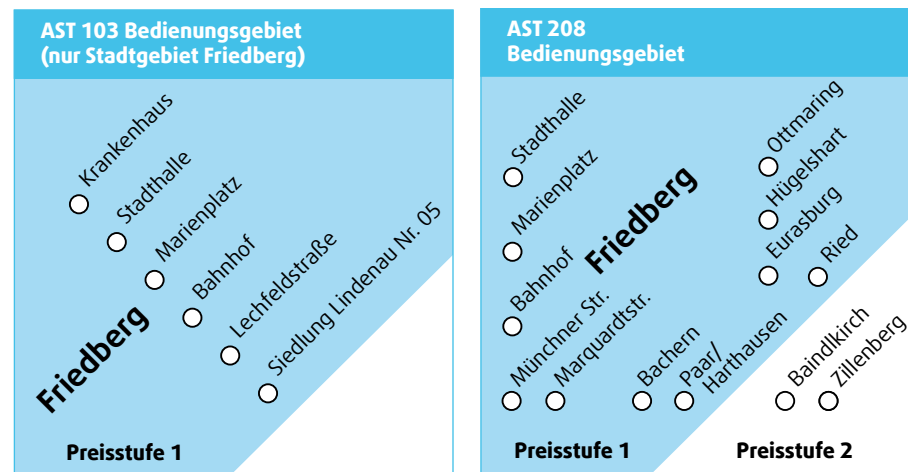 AST 103 Bedienungsgebiet
(nur Stadtgebiet Friedberg)
Krankenhaus
Stadthalle
Marienplatz
Bahnhof
Lechfeldstraße
Siedlung Lindenau Nr. 05
Friedberg
Preisstufe 1
AST 208
Bedienungsgebiet
Stadthalle
Marienplatz
Bahnhof
Münchner Str.
Marquardtstr.
Friedberg
Bachern
Paar/
Harthausen
Ottmaring
Hügelshart
Eurasburg
Ried
Baindlkirch
Zillenberg
Preisstufe 1
Preisstufe 2